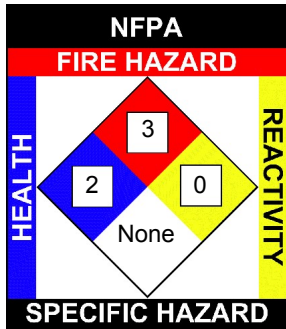 NFPA
FIRE HAZARD
HEALTH
3
2
0
None
REACTIVITY
SPECIFIC HAZARD